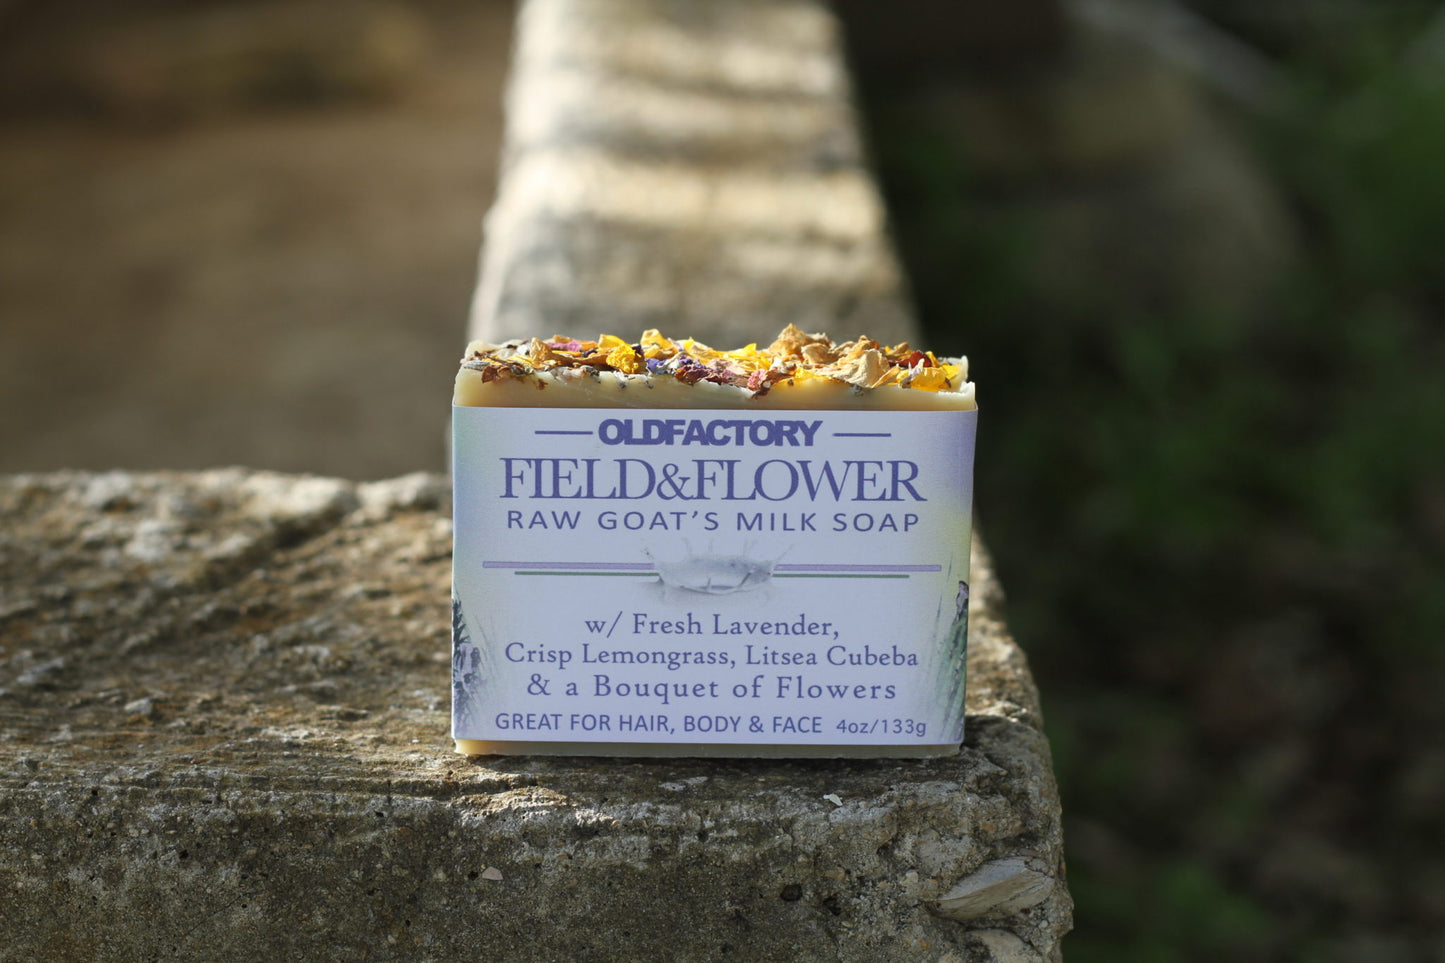 OLDFACTORY
FIELD&FLOWER
RAW GOAT'S MILK SOAP
w/ Fresh Lavender,
Crisp Lemongrass, Litsea Cubeba
& a Bouquet of Flowers
GREAT FOR HAIR, BODY & FACE 4oz/133g